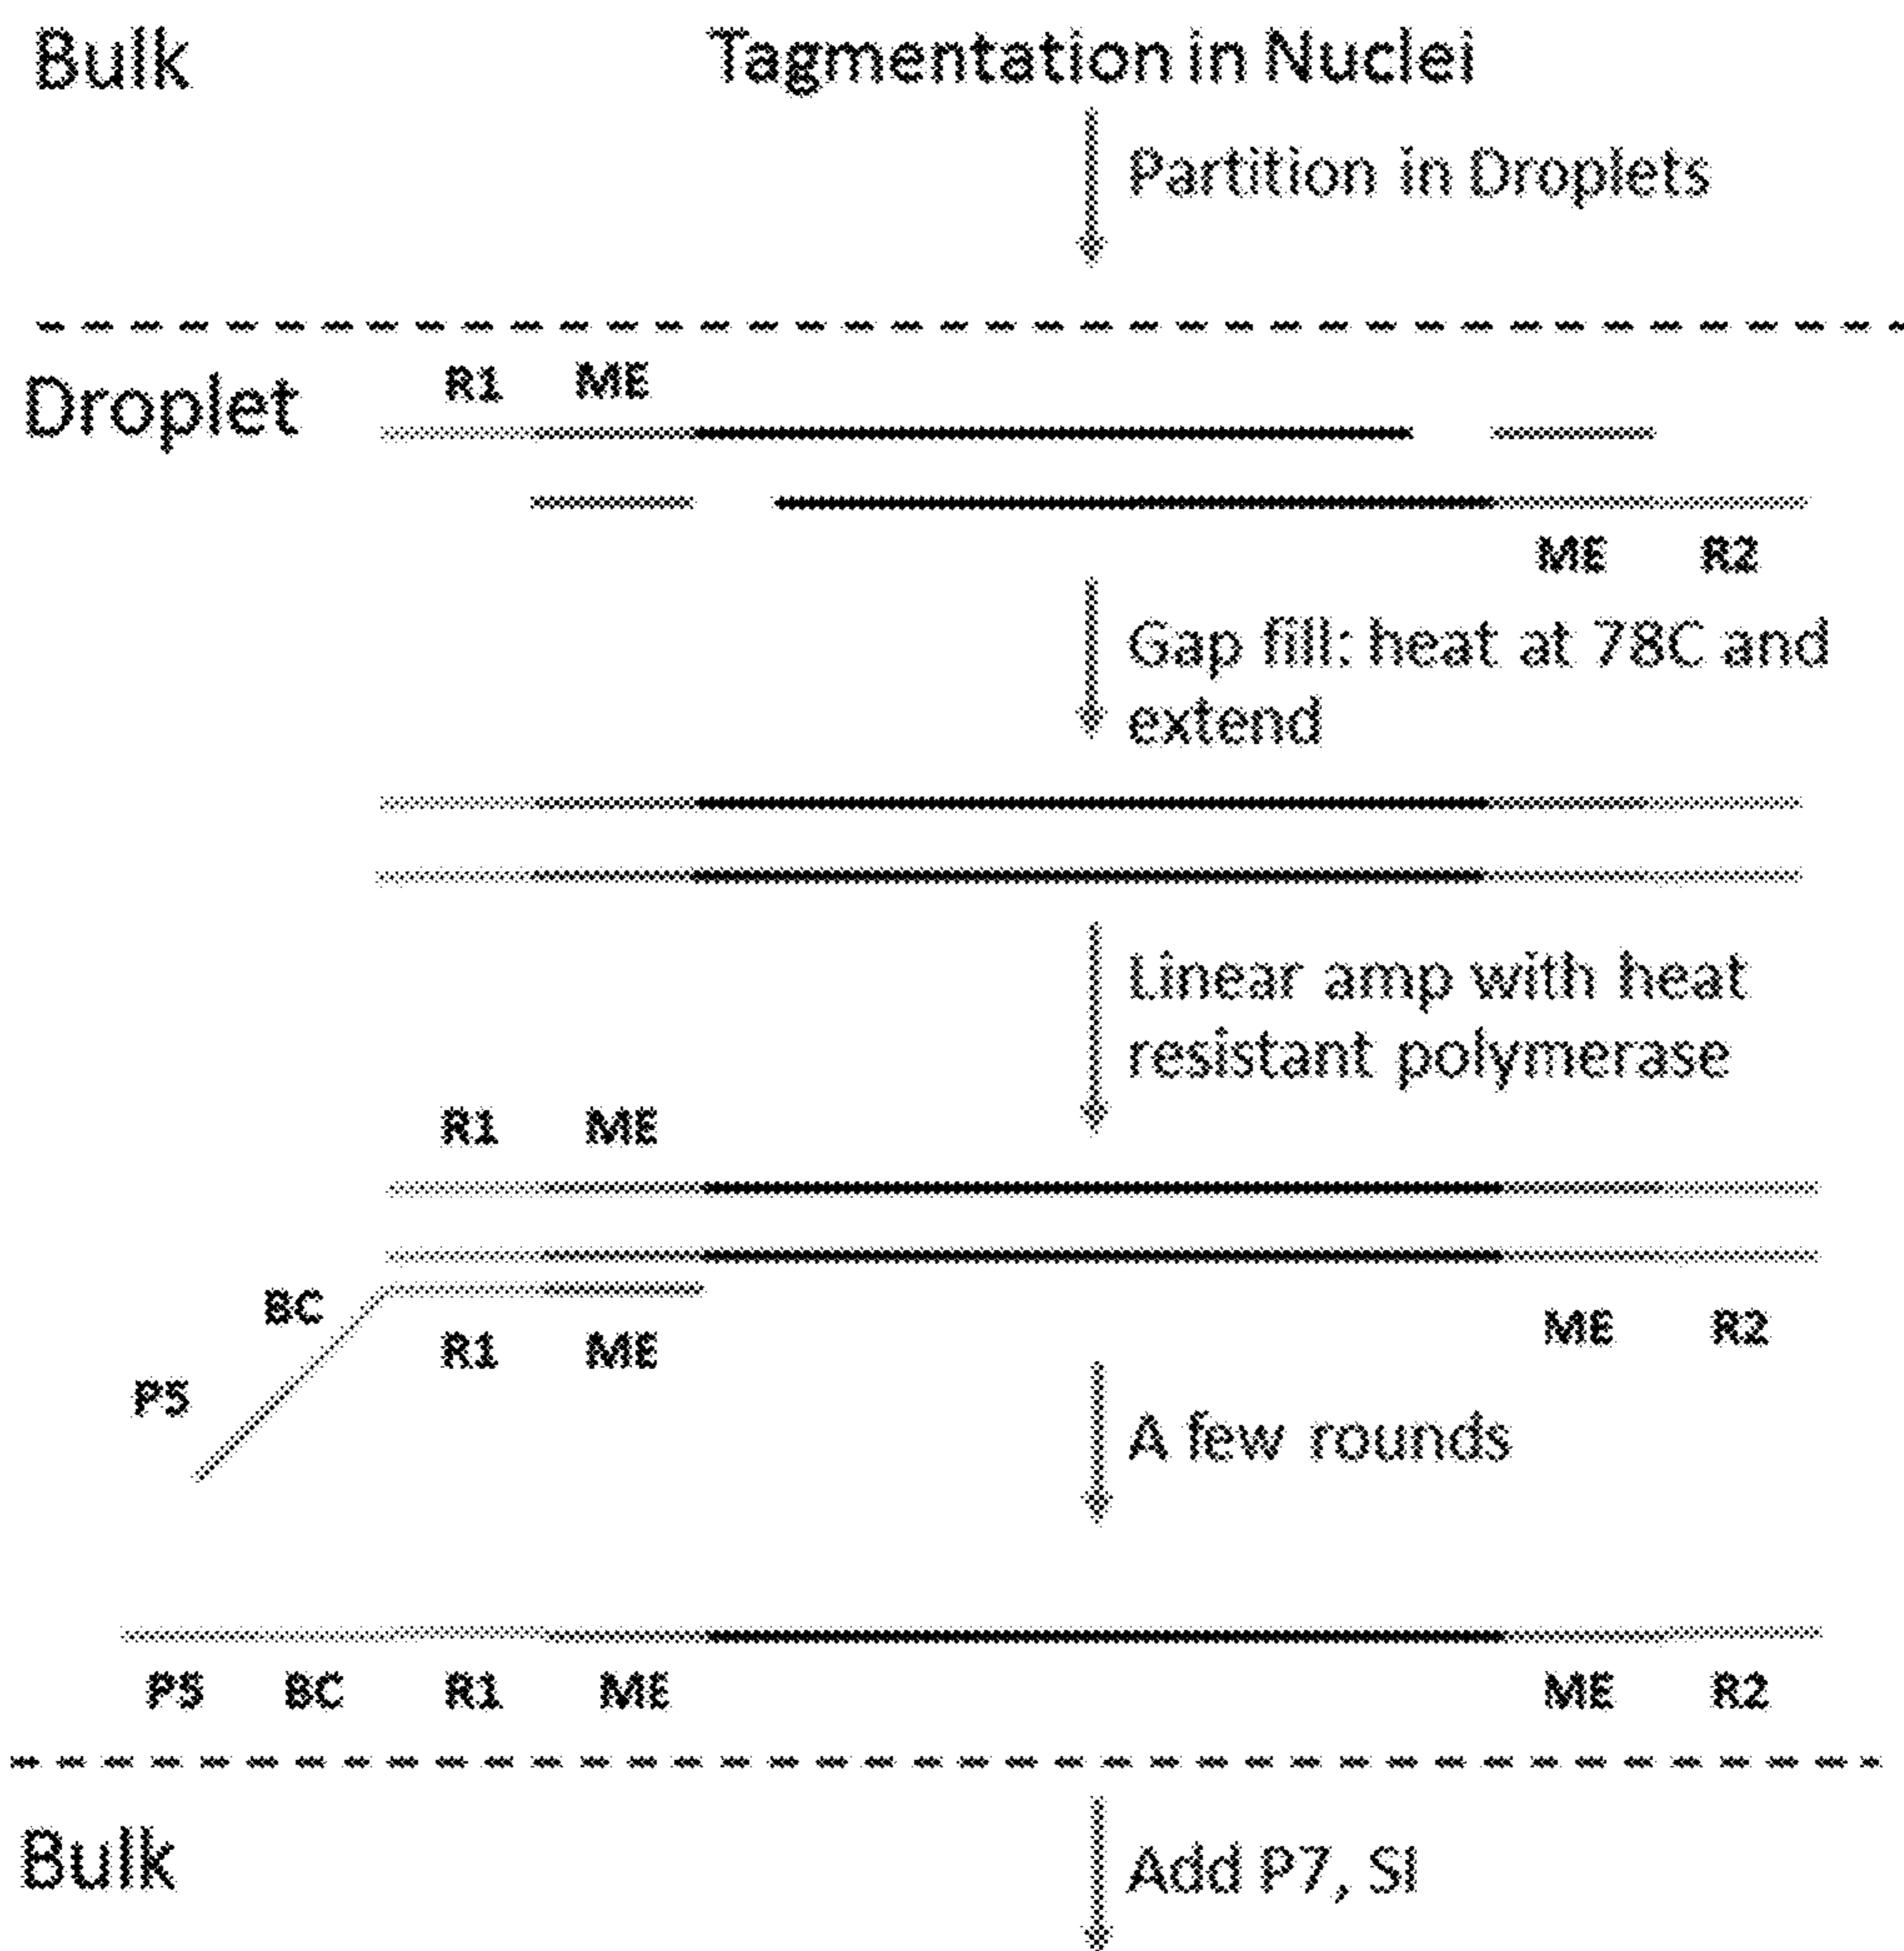 Bulk
Tagmentation in Nuclei
Partition in Droplets
Droplet
R1 ME
ME R2
Gap fill: heat at 78C and
extend
Linear amp with heat
resistant polymerase
R1 ME
BC
R1 ME
ME R2
P5
A few rounds
P5 BC R1 ME ME R2
Bulk
Add P7, SI